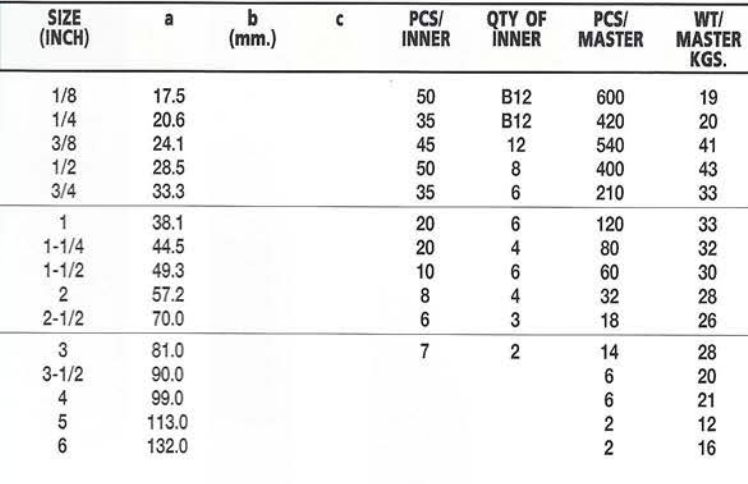 SIZE (INCH) a b (mm.) c PCS/ INNER QTY OF INNER PCS/ MASTER WT/ MASTER KGS.
1/8 17.5 50 B12 600 19
1/4 20.6 35 B12 420 20
3/8 24.1 45 12 540 41
1/2 28.5 50 8 400 43
3/4 33.3 35 6 210 33
1 38.1 20 6 120 33
1-1/4 44.5 20 4 80 32
1-1/2 49.3 10 6 60 30
2 57.2 8 4 32 28
2-1/2 70.0 6 3 18 26
3 81.0 7 2 14 28
3-1/2 90.0 6 20
4 99.0 6 21
5 113.0 2 12
6 132.0 2 16